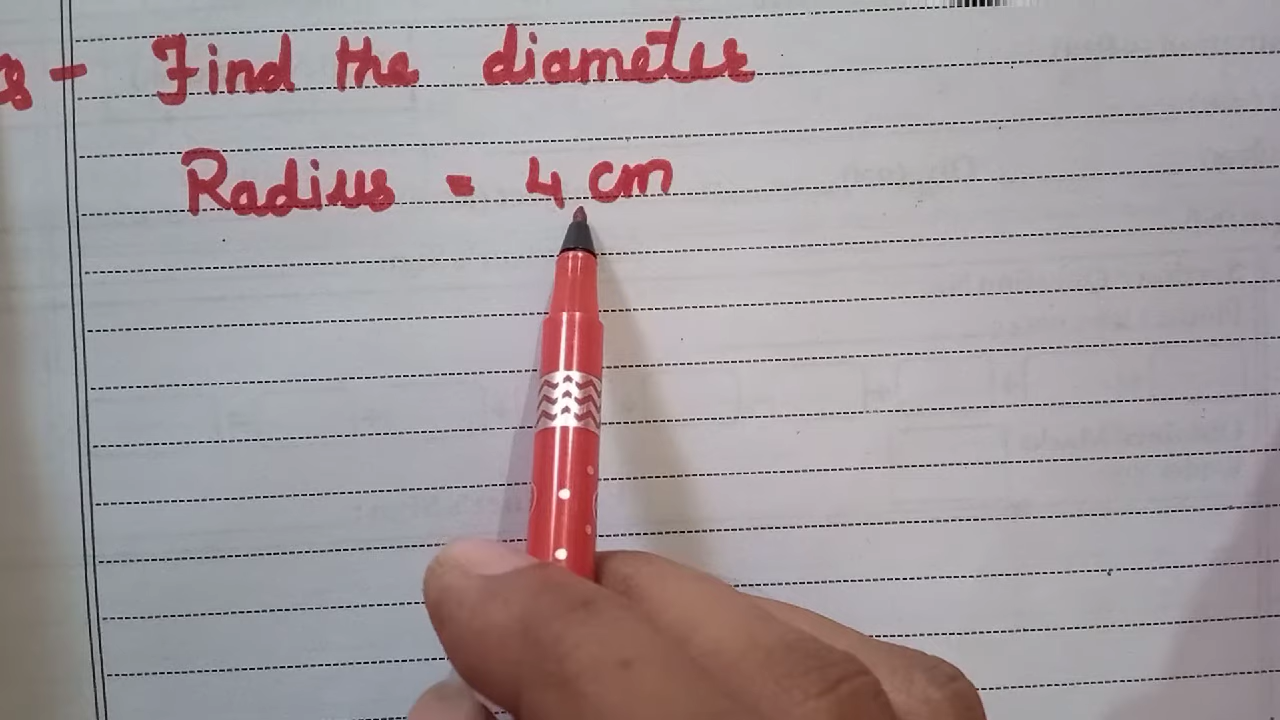 Find the diameter
Radius = 4 cm